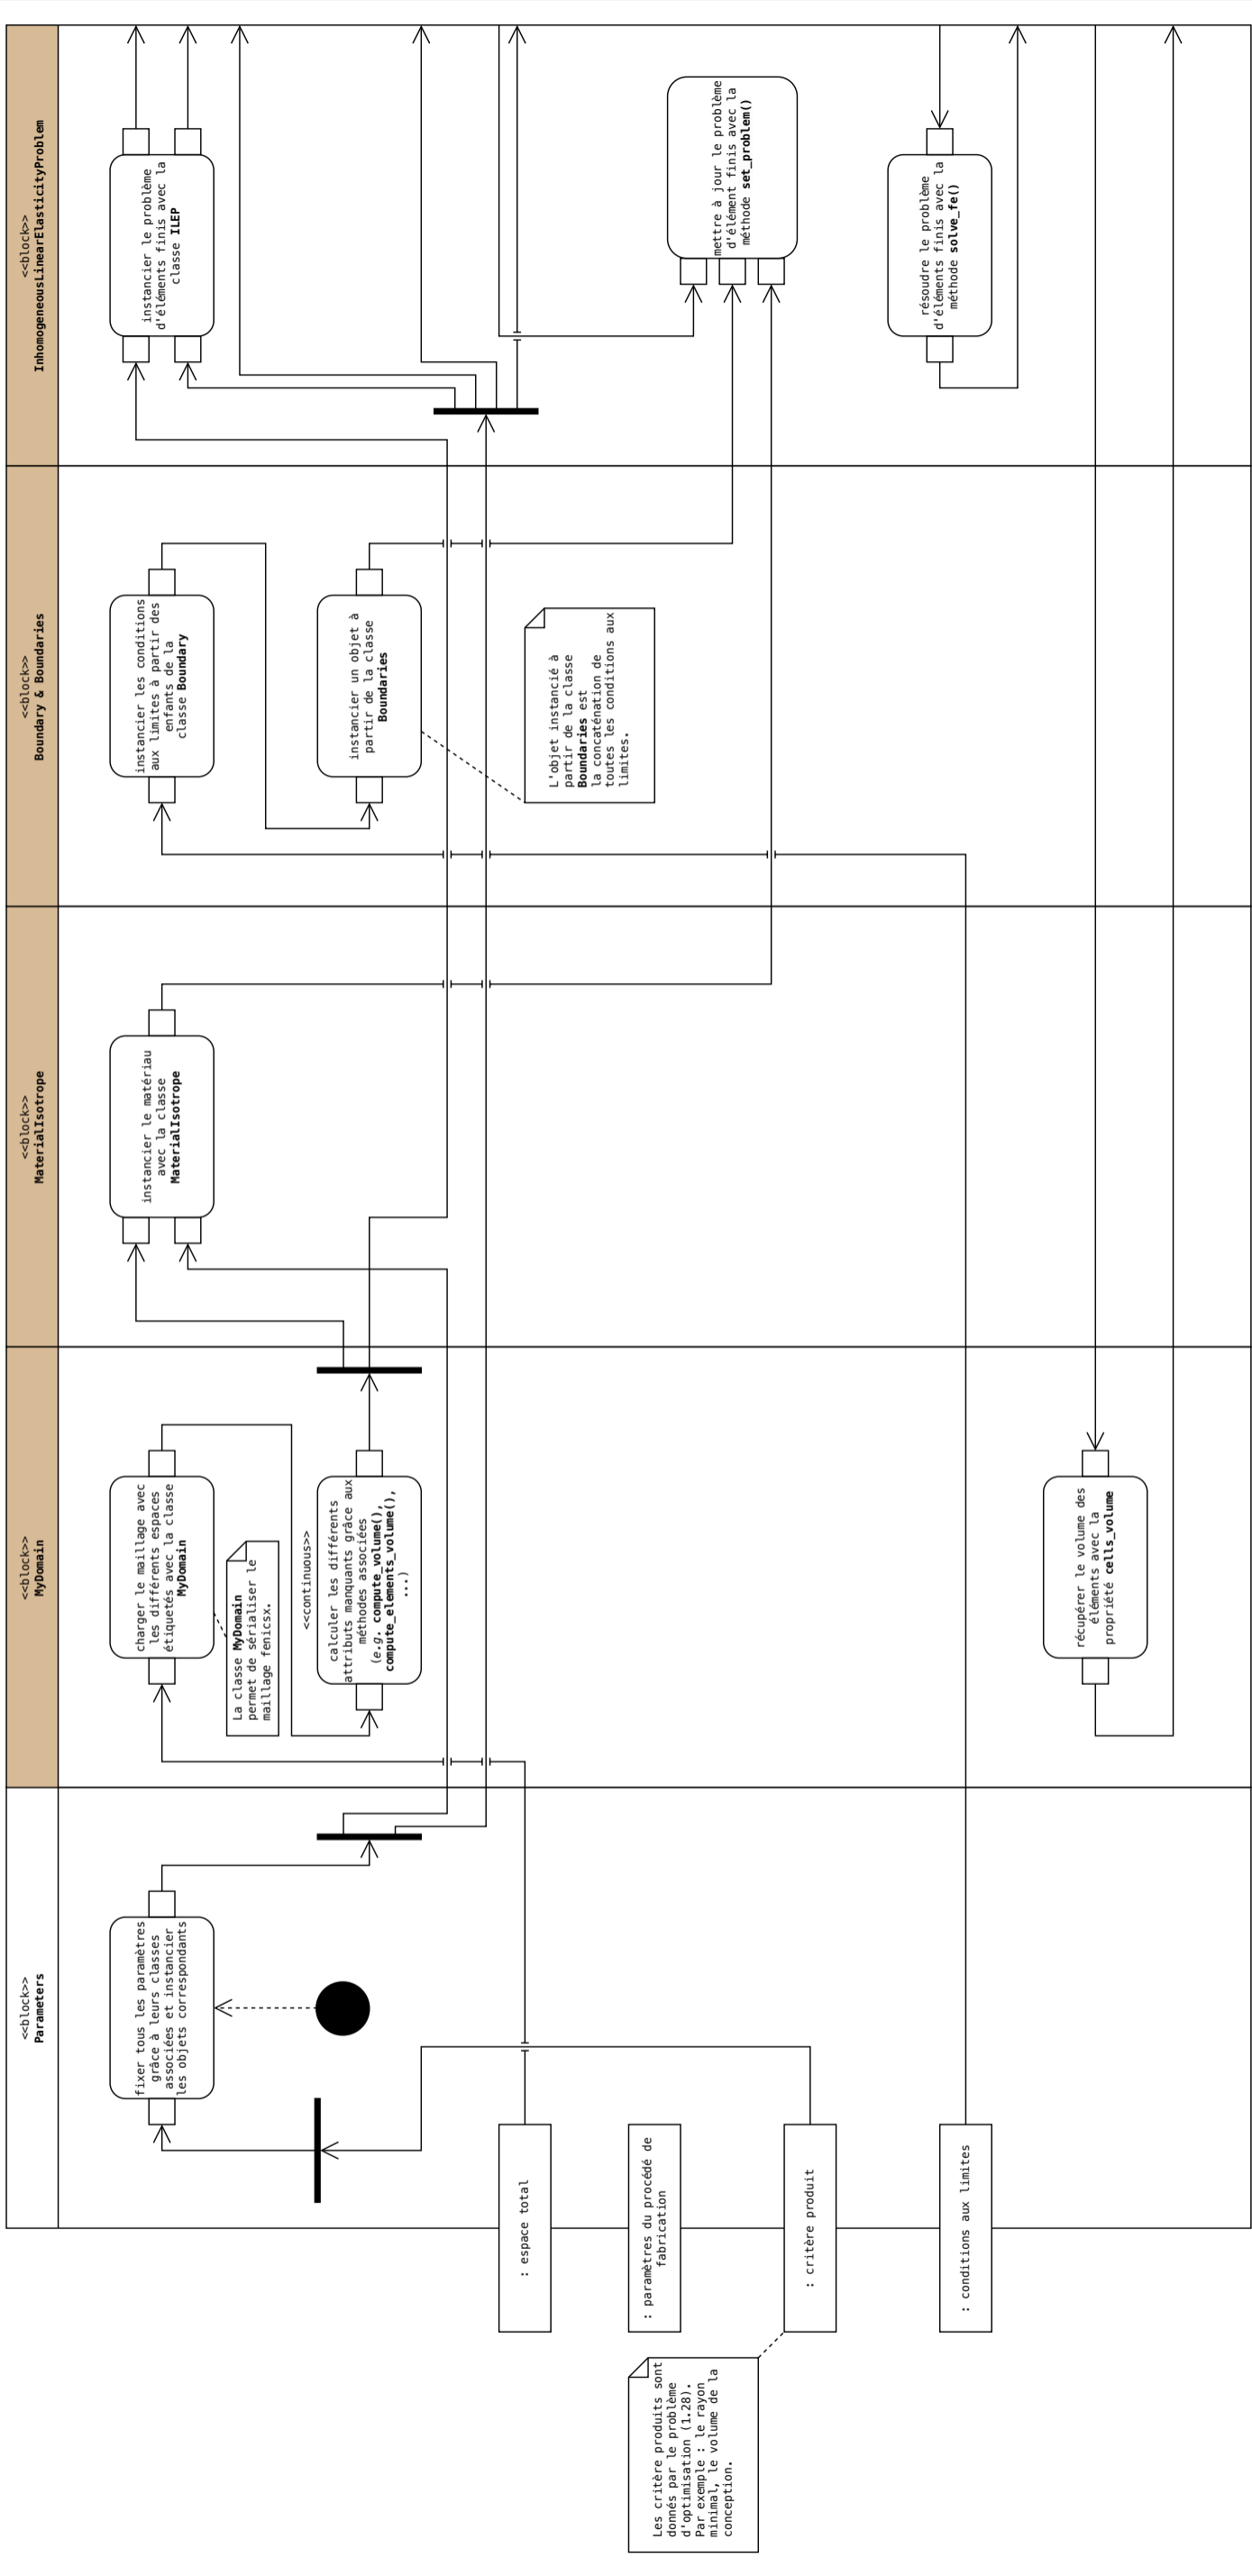 <<block>>
Parameters
fixer tous les paramètres
grâce à leurs classes
associées et instancier
les objets correspondants
: espace total
: paramètres du procédé de
fabrication
: critère produit
: conditions aux limites
Les critère produits sont
donnés par le problème
d'optimisation (1.28).
Par exemple : le rayon
minimal, le volume de la
conception.
<<block>>
MyDomain
charger le maillage avec
les différents espaces
étiquetés avec la classe
MyDomain
La classe MyDomain
permet de sérialiser le
maillage fenicsx.
<<continuous>>
calculer les différents
attributs manquants grâce aux
méthodes associées
(e.g. compute_volume(),
compute_elements_volume(),
...)
récupérer le volume des
éléments avec la
propriété cells_volume
<<block>>
MaterialIsotrope
instancier le matériau
avec la classe
MaterialIsotrope
<<block>>
Boundary & Boundaries
instancier les conditions
aux limites à partir des
enfants de la
classe Boundary
instancier un objet à
partir de la classe
Boundaries
L'objet instancié à
partir de la classe
Boundaries est
la concaténation de
toutes les conditions aux
limites.
<<block>>
InhomogeneousLinearElasticityProblem
instancier le problème
d'éléments finis avec la
classe ILEP
mettre à jour le problème
d'élément finis avec la
méthode set_problem()
résoudre le problème
d'éléments finis avec la
méthode solve_fe()